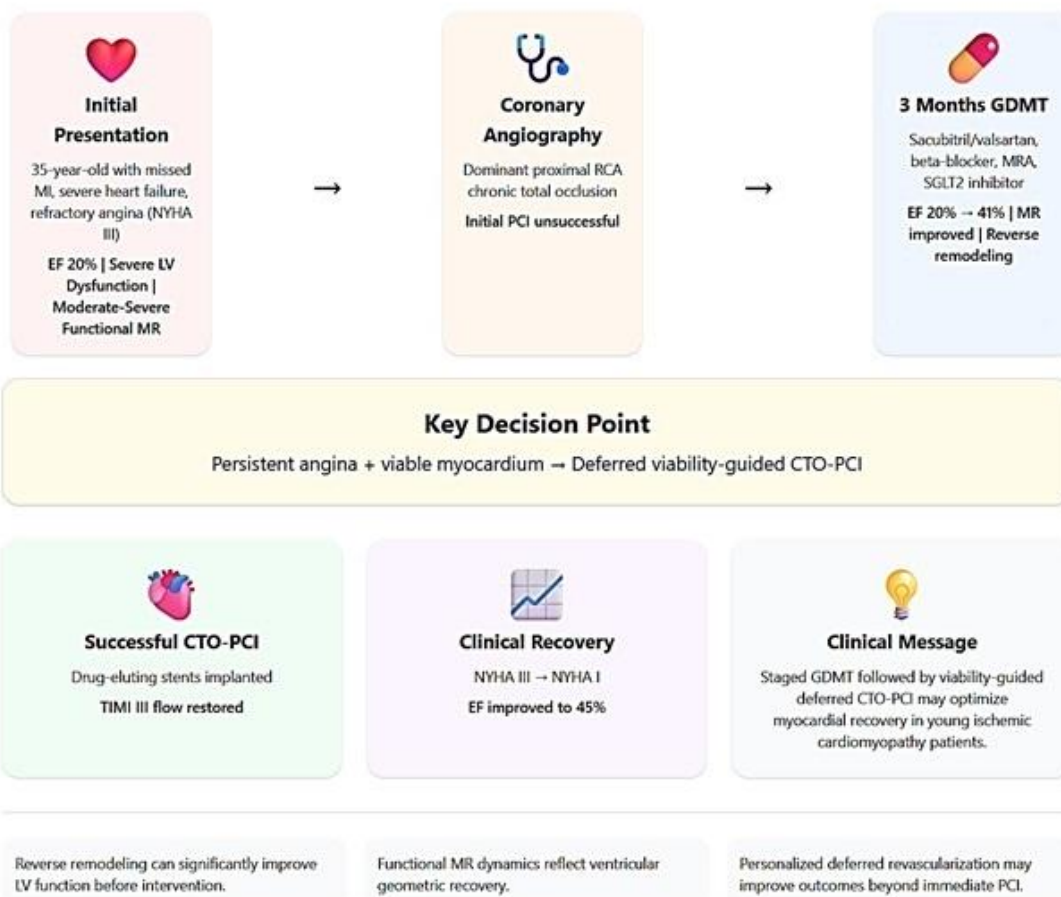 Initial
Presentation
35-year-old with missed
MI, severe heart failure,
refractory angina (NYHA
III)
EF 20% | Severe LV
Dysfunction |
Moderate-Severe
Functional MR
→
Coronary
Angiography
Dominant proximal RCA
chronic total occlusion
Initial PCI unsuccessful
→
3 Months GDMT
Sacubitril/valsartan,
beta-blocker, MRA,
SGLT2 inhibitor
EF 20% → 41% | MR
improved | Reverse
remodeling
Key Decision Point
Persistent angina + viable myocardium → Deferred viability-guided CTO-PCI
Successful CTO-PCI
Drug-eluting stents implanted
TIMI III flow restored
Clinical Recovery
NYHA III → NYHA I
EF improved to 45%
Clinical Message
Staged GDMT followed by viability-guided
deferred CTO-PCI may optimize
myocardial recovery in young ischemic
cardiomyopathy patients.
Reverse remodeling can significantly improve
LV function before intervention.
Functional MR dynamics reflect ventricular
geometric recovery.
Personalized deferred revascularization may
improve outcomes beyond immediate PCI.